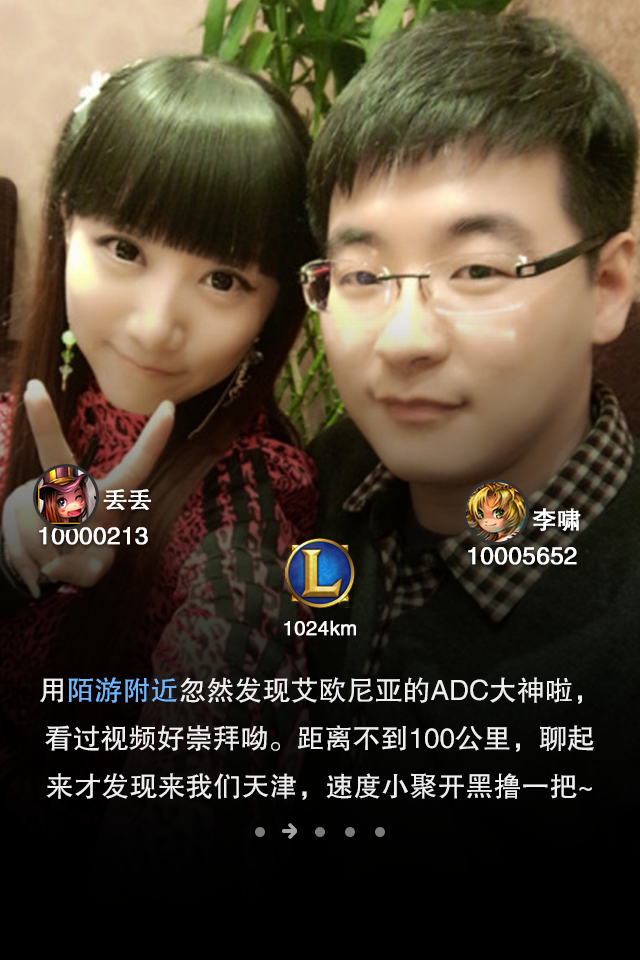 丢丢
10000213
李啸
10005652
L
1024km
用陌游附近忽然发现艾欧尼亚的ADC大神啦，
看过视频好崇拜呦。距离不到100公里，聊起
来才发现来我们天津，速度小聚开黑撸一把~